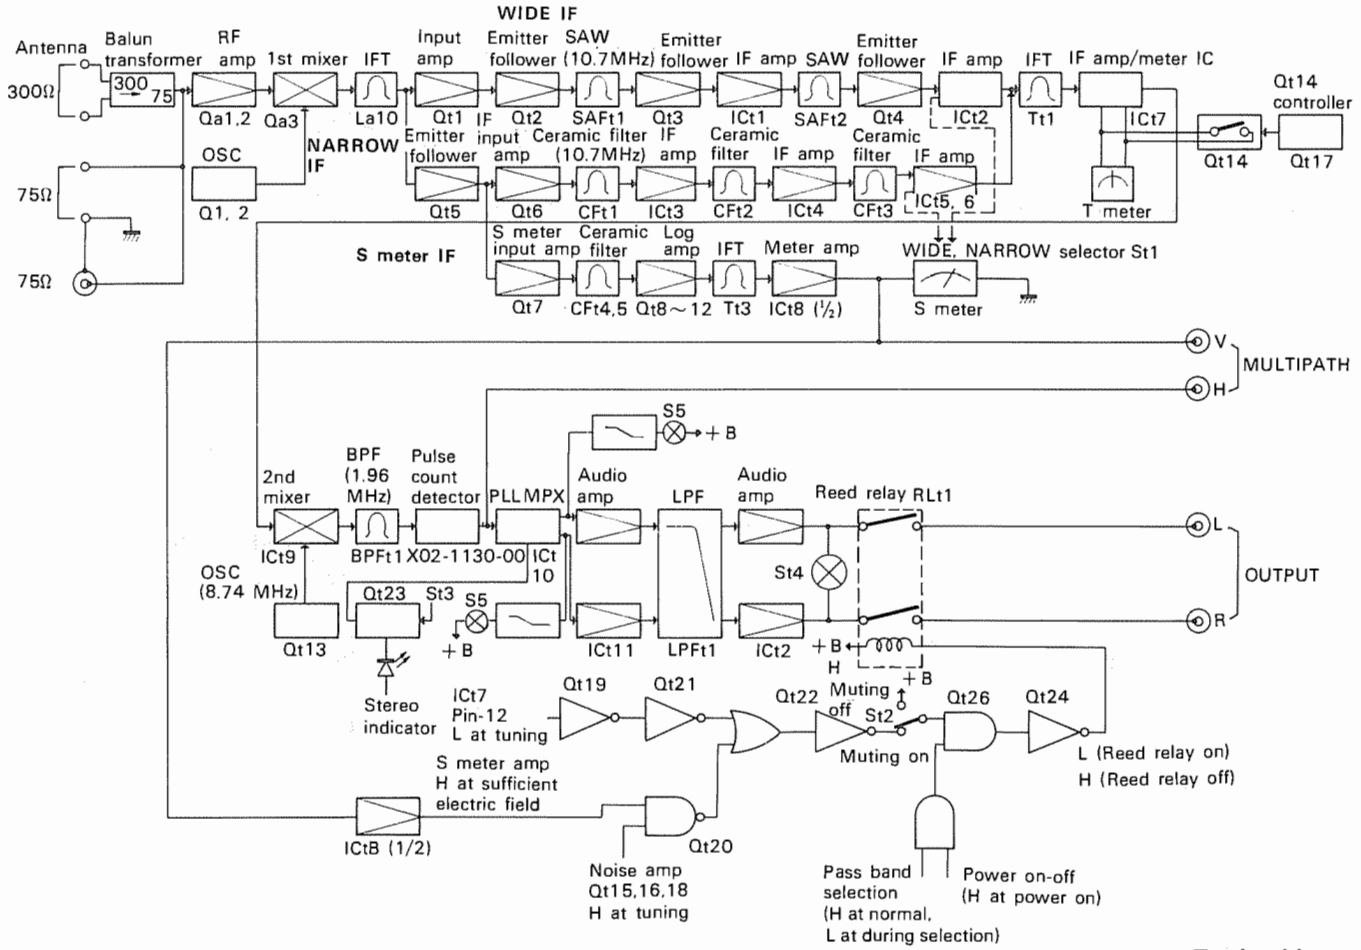 WIDE IF
Antenna
Balun transformer
RF amp
1st mixer
IFT
Input amp
Emitter follower
SAW (10.7MHz)
Emitter follower
IF amp
SAW
Emitter follower
IF amp
IFT
IF amp/meter IC
300Ω
300
75
Qa1,2
Qa3
La10
Qt1
Qt2
SAFt1
Qt3
ICt1
SAFt2
Qt4
ICt2
Tt1
ICt7
Qt14 controller
Qt14
Qt17
OSC
Q1, 2
NARROW IF
Emitter follower
IF input amp
Ceramic filter (10.7MHz)
IF amp
Ceramic filter
IF amp
Ceramic filter
IF amp
75Ω
Qt5
Qt6
CFt1
ICt3
CFt2
ICt4
CFt3
ICt5, 6
T meter
S meter IF
S meter input amp
Ceramic filter
Log amp
IFT
Meter amp
WIDE, NARROW selector St1
75Ω
Qt7
CFt4,5
Qt8~12
Tt3
ICt8 (½)
S meter
V
MULTIPATH
H
S5
+ B
2nd mixer
BPF (1.96 MHz)
Pulse count detector
PLL MPX
Audio amp
LPF
Audio amp
Reed relay RLt1
L
ICt9
BPFt1
X02-1130-00
ICt 10
OSC (8.74 MHz)
Qt23
St3
S5
St4
OUTPUT
R
Qt13
+ B
ICt11
LPFt1
ICt2
+ B
H
Stereo indicator
ICt7 Pin-12 L at tuning
Qt19
Qt21
Qt22
Muting off
+ B
St2
Muting on
Qt26
Qt24
L (Reed relay on)
H (Reed relay off)
S meter amp
H at sufficient electric field
ICtB (1/2)
Qt20
Noise amp
Qt15,16,18
H at tuning
Pass band selection
(H at normal,
L at during selection)
Power on-off
(H at power on)